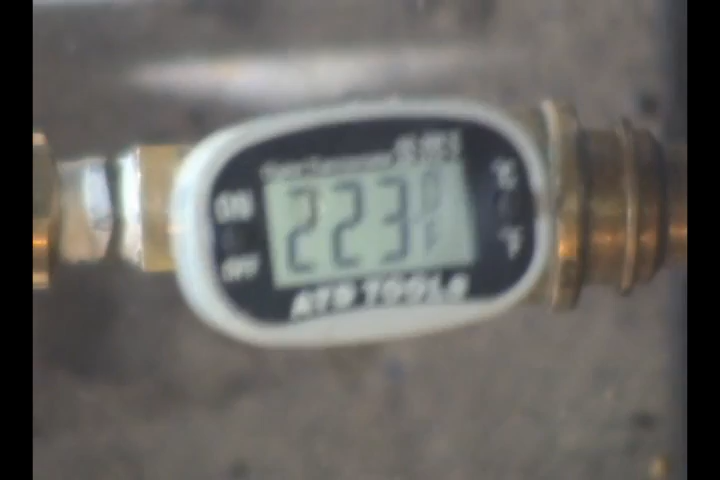 ON
OFF
223 °F
°C
°F
ATD TOOLS